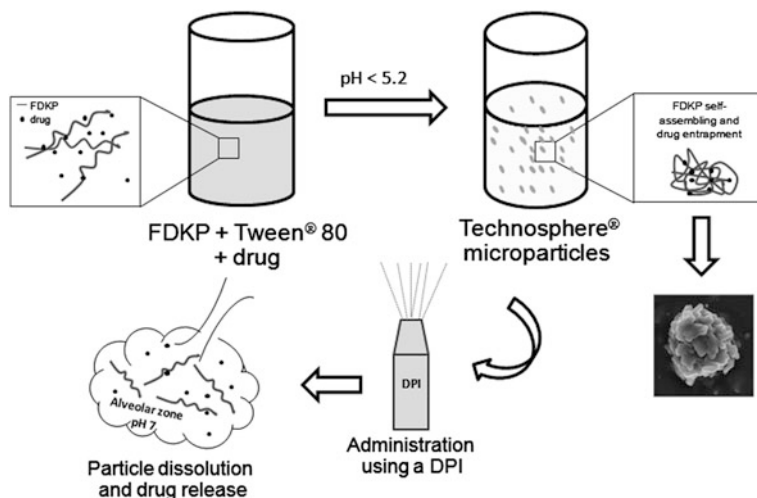 pH < 5.2
FDKP
drug
FDKP self-
assembling and
drug entrapment
FDKP + Tween® 80
+ drug
Technosphere®
microparticles
DPI
Alveolar zone
pH 7
Administration
using a DPI
Particle dissolution
and drug release